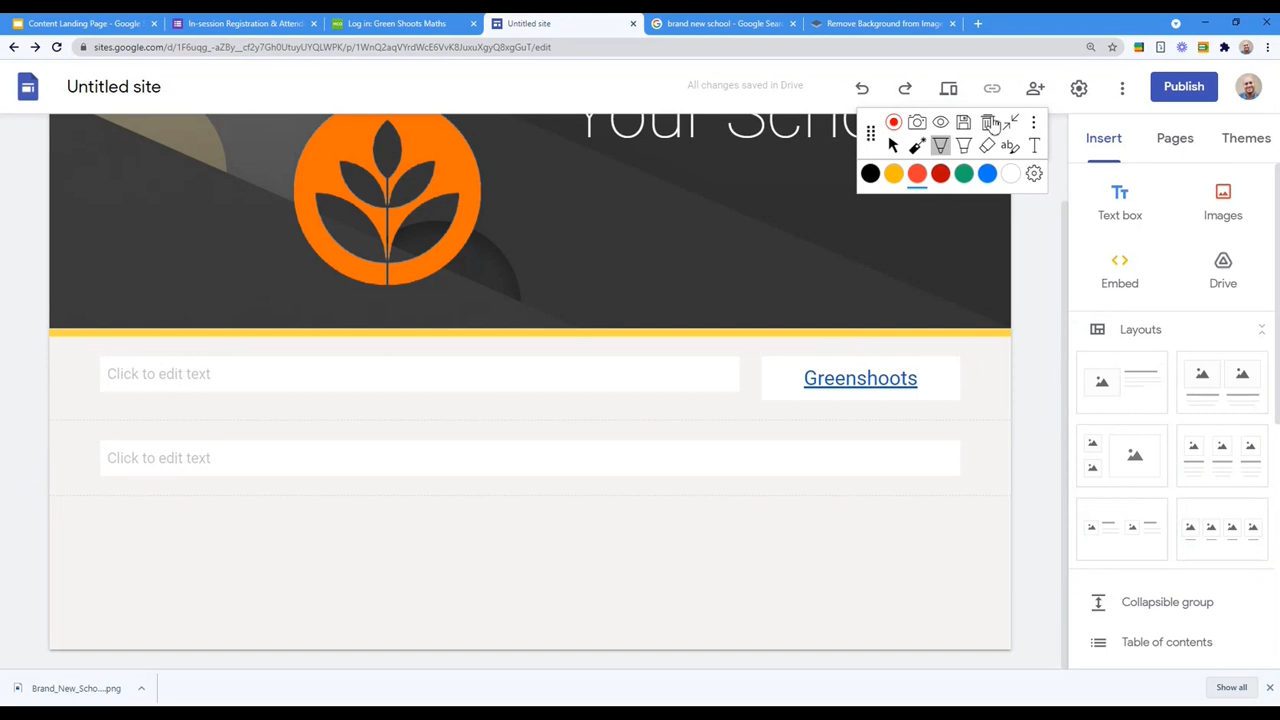 Content Landing Page - Google S
In-session Registration & Attend
Log in: Green Shoots Maths
Untitled site
brand new school - Google Sear
Remove Background from Image
sites.google.com/d/1F6uqg_-aZBy__cf2y7Gh0UtuyUYQLWPK/p/1WnQ2aqVYrdWcE6VvK8JuxuXgyQ8xgGuT/edit
Untitled site
All changes saved in Drive
Publish
Your Scho
Insert
Pages
Themes
Text box
Images
Embed
Drive
Layouts
Click to edit text
Greenshoots
Click to edit text
Collapsible group
Table of contents
Brand_New_Scho....png
Show all